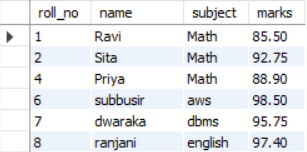 roll_no name subject marks
1 Ravi Math 85.50
2 Sita Math 92.75
4 Priya Math 88.90
6 subbusir aws 98.50
7 dwaraka dbms 95.75
8 ranjani english 97.40